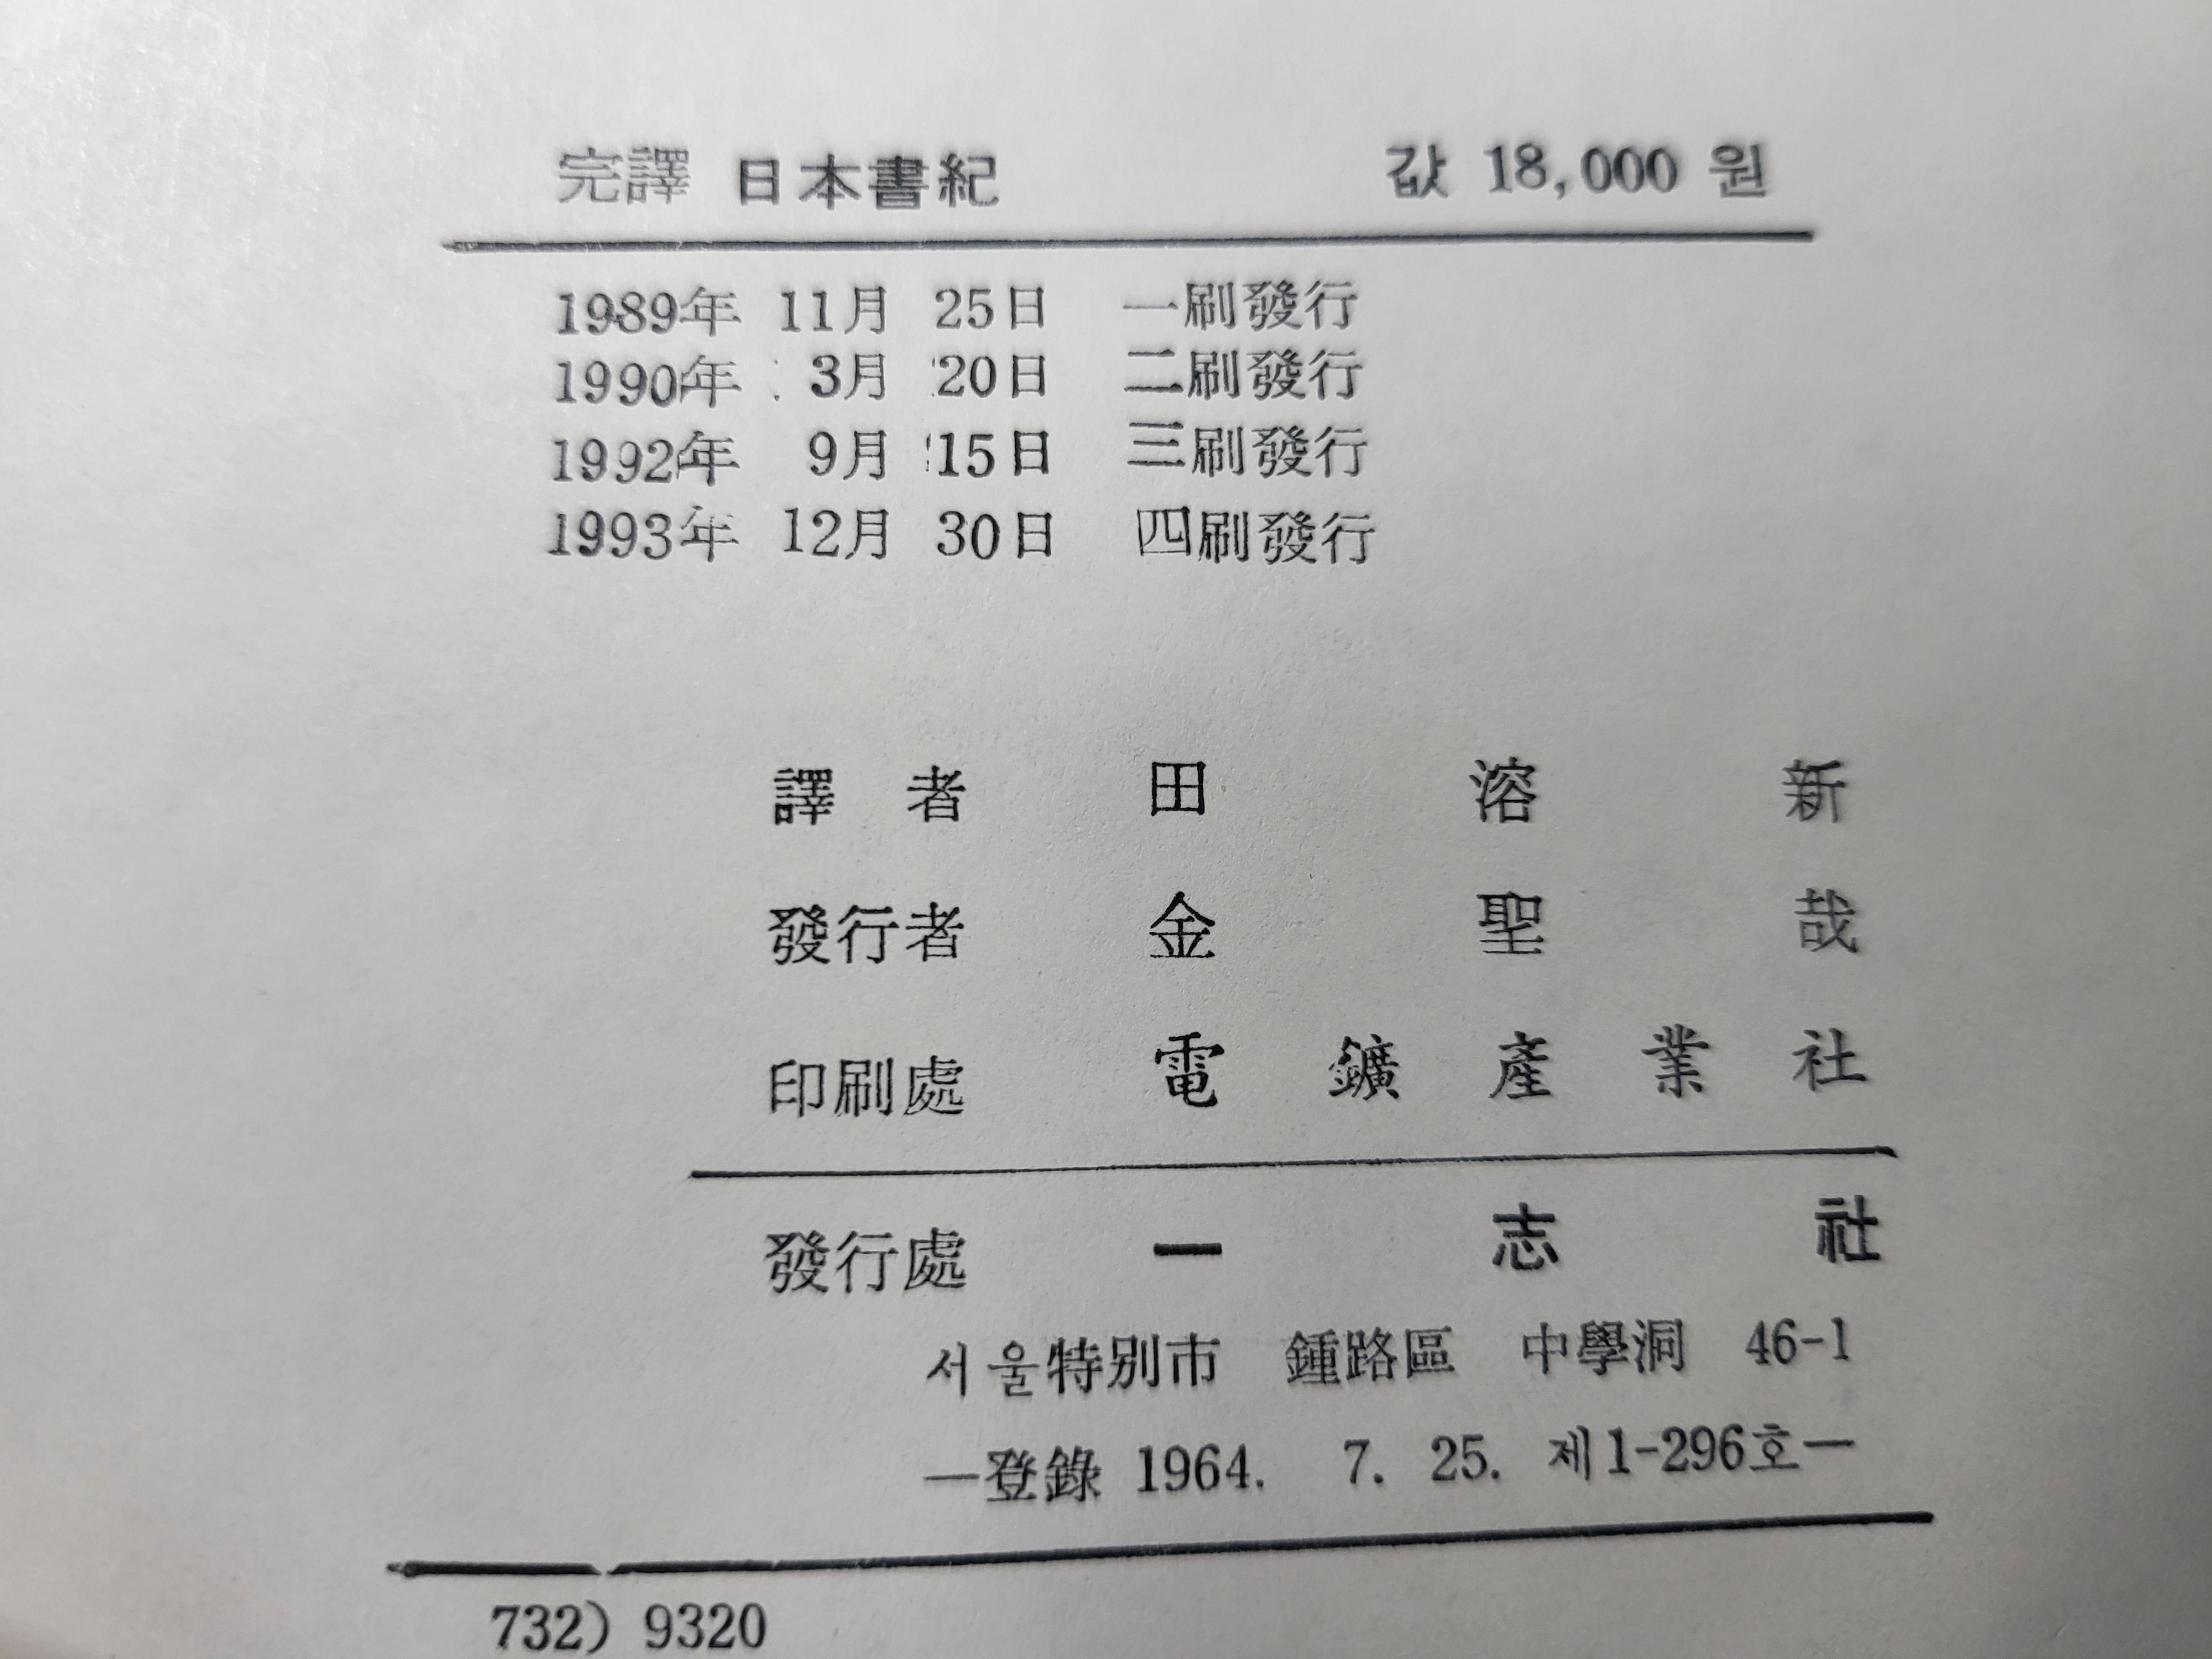 完譯 日本書紀 값 18,000 원
1989年 11月 25日 一刷發行
1990年 3月 20日 二刷發行
1992年 9月 15日 三刷發行
1993年 12月 30日 四刷發行
譯者 田溶新
發行者 金聖哉
印刷處 電鑛産業社
發行處 一志社
서울特別市 鍾路區 中學洞 46-1
―登錄 1964. 7. 25. 제1-296호―
732) 9320